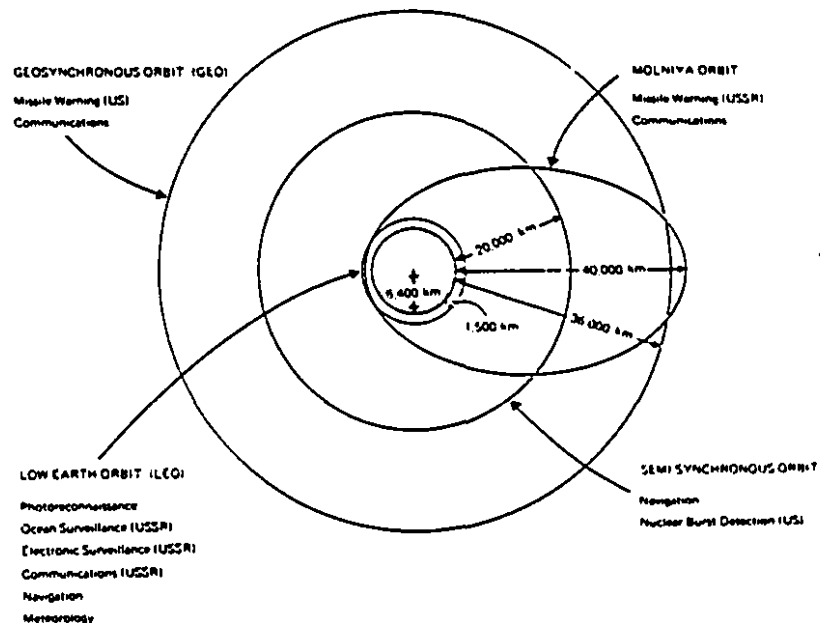 GEOSYNCHRONOUS ORBIT (GEO)
Missile Warning (US)
Communications
MOLNIYA ORBIT
Missile Warning (USSR)
Communications
20,000 km
40,000 km
6,400 km
1,500 km
36,000 km
LOW EARTH ORBIT (LEO)
Photoreconnaissance
Ocean Surveillance (USSR)
Electronic Surveillance (USSR)
Communications (USSR)
Navigation
Meteorology
SEMI SYNCHRONOUS ORBIT
Navigation
Nuclear Burst Detection (US)